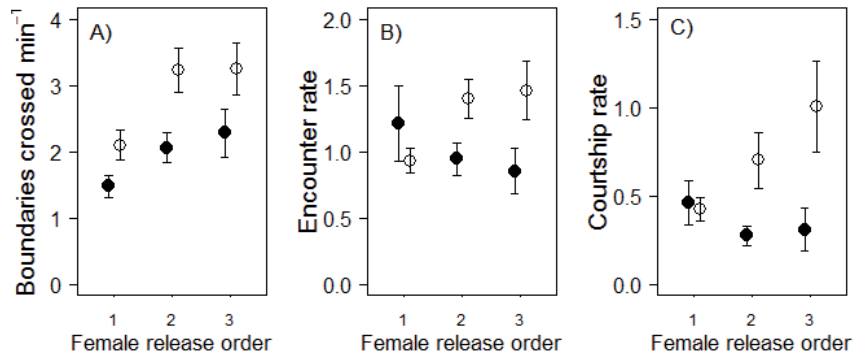 A)
Boundaries crossed min⁻¹
4
3
2
1
0
1 2 3
Female release order
B)
Encounter rate
2.0
1.5
1.0
0.5
0.0
1 2 3
Female release order
C)
Courtship rate
1.5
1.0
0.5
0.0
1 2 3
Female release order